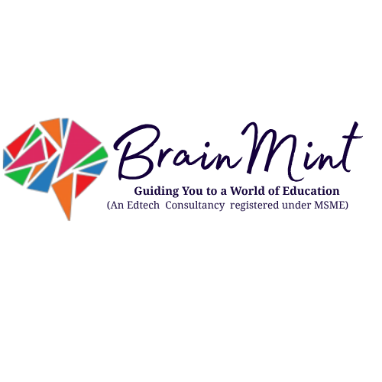 BrainMint
Guiding You to a World of Education
(An Edtech Consultancy registered under MSME)